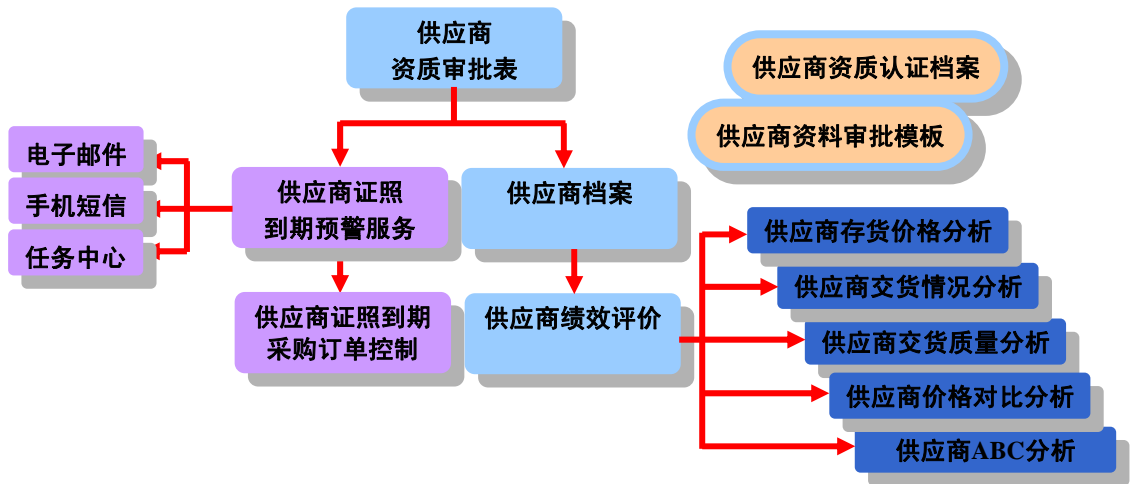 供应商
资质审批表
供应商资质认证档案
供应商资料审批模板
电子邮件
手机短信
任务中心
供应商证照
到期预警服务
供应商档案
供应商证照到期
采购订单控制
供应商绩效评价
供应商存货价格分析
供应商交货情况分析
供应商交货质量分析
供应商价格对比分析
供应商ABC分析